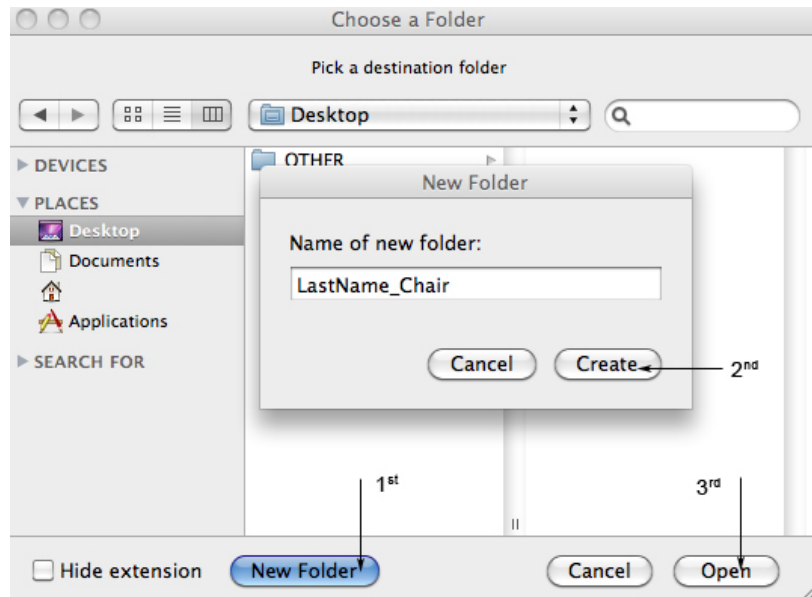 Choose a Folder
Pick a destination folder
Desktop
DEVICES
PLACES
Desktop
Documents
Applications
SEARCH FOR
OTHER
New Folder
Name of new folder:
LastName_Chair
Cancel
Create
2nd
1st
3rd
Hide extension
New Folder
Cancel
Open